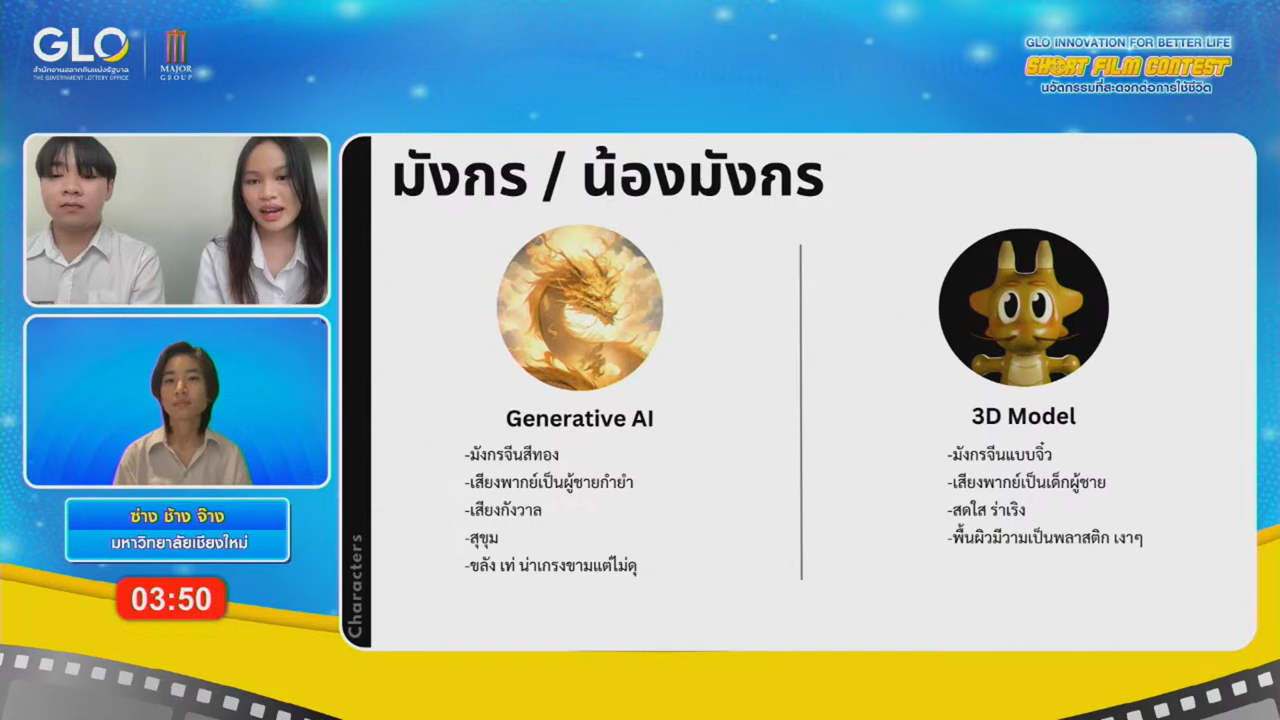 GLO
สำนักงานสลากกินแบ่งรัฐบาล
THE GOVERNMENT LOTTERY OFFICE
MAJOR
GROUP
GLO INNOVATION FOR BETTER LIFE
SHORT FILM CONTEST
นวัตกรรมที่สะดวกต่อการใช้ชีวิต
มังกร / น้องมังกร
Generative AI
-มังกรจีนสีทอง
-เสียงพากย์เป็นผู้ชายกำยำ
-เสียงกังวาล
-สุขุม
-ขลัง เท่ น่าเกรงขามแต่ไม่ดุ
3D Model
-มังกรจีนแบบจิ๋ว
-เสียงพากย์เป็นเด็กผู้ชาย
-สดใส ร่าเริง
-พื้นผิวมีวามเป็นพลาสติก เงาๆ
Characters
ซ่าง ช้าง จ๊าง
มหาวิทยาลัยเชียงใหม่
03:50